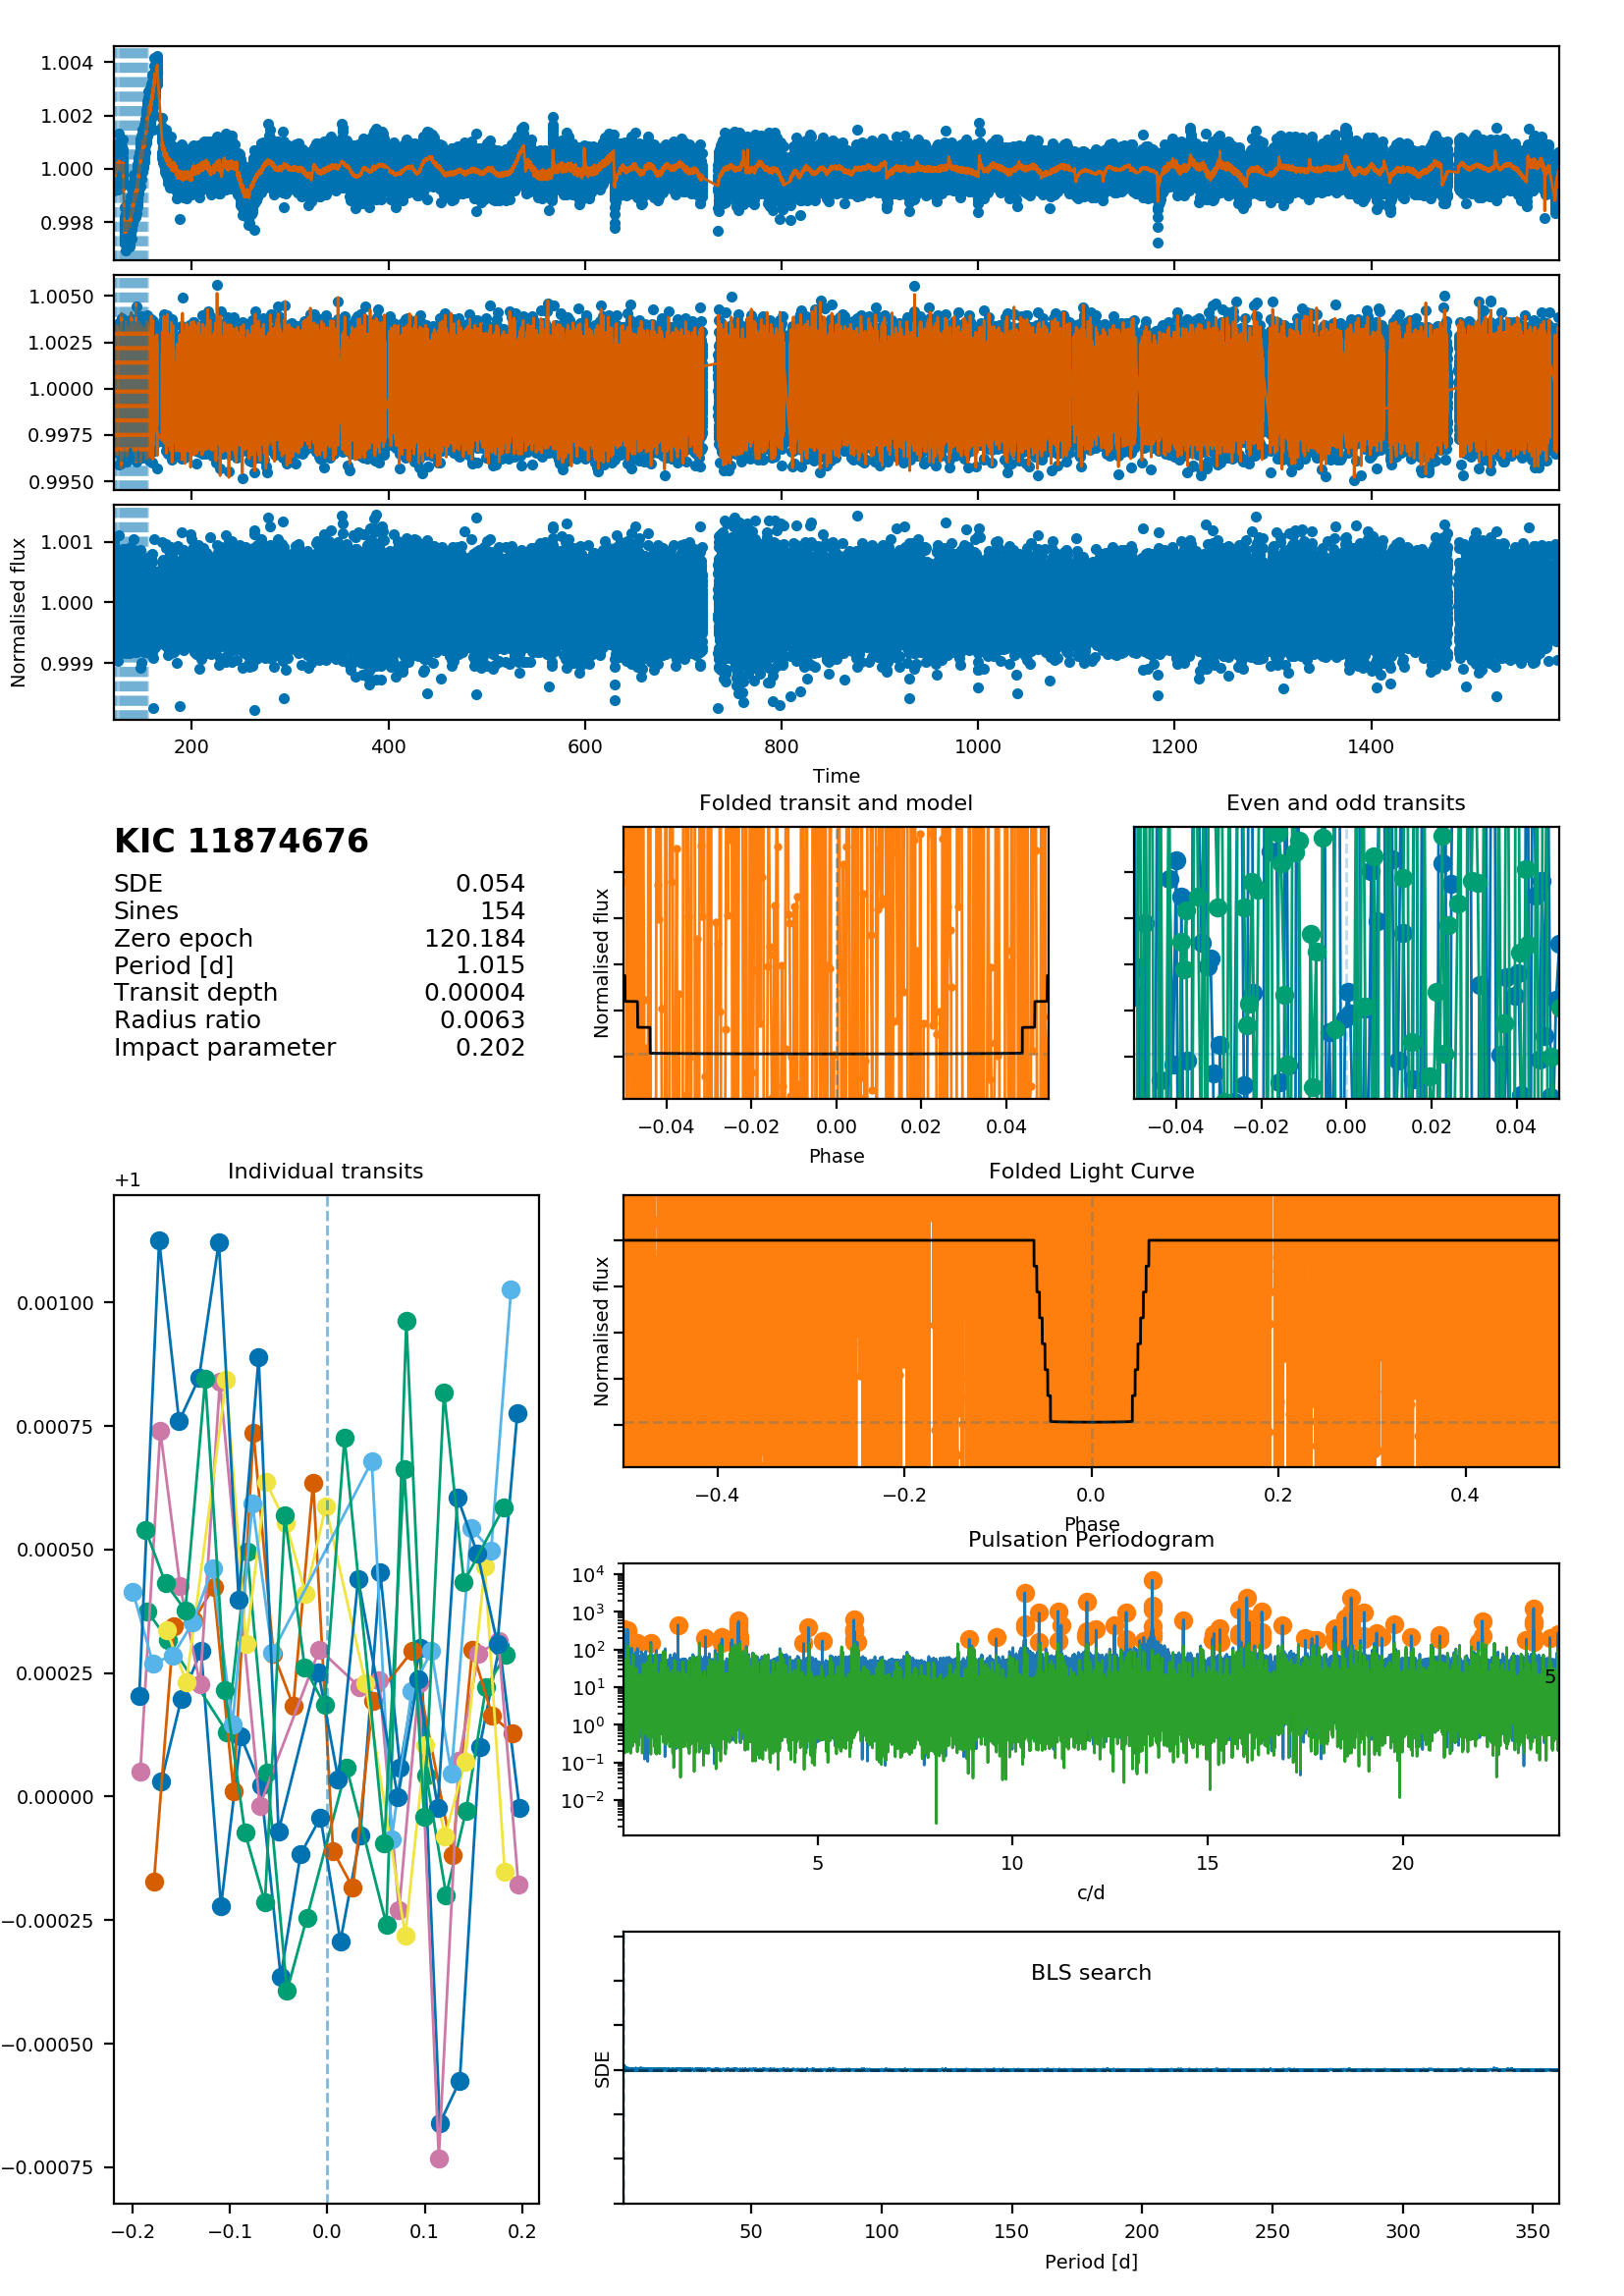 1.004
1.002
1.000
0.998
1.0050
1.0025
1.0000
0.9975
0.9950
1.001
1.000
0.999
Normalised flux
200 400 600 800 1000 1200 1400
Time
KIC 11874676
SDE 0.054
Sines 154
Zero epoch 120.184
Period [d] 1.015
Transit depth 0.00004
Radius ratio 0.0063
Impact parameter 0.202
Folded transit and model
Normalised flux
−0.04 −0.02 0.00 0.02 0.04
Phase
Even and odd transits
−0.04 −0.02 0.00 0.02 0.04
Individual transits
+1
0.00100
0.00075
0.00050
0.00025
0.00000
−0.00025
−0.00050
−0.00075
−0.2 −0.1 0.0 0.1 0.2
Folded Light Curve
Normalised flux
−0.4 −0.2 0.0 0.2 0.4
Phase
Pulsation Periodogram
10⁴
10³
10²
10¹
10⁰
10⁻¹
10⁻²
5
5 10 15 20
c/d
BLS search
SDE
50 100 150 200 250 300 350
Period [d]